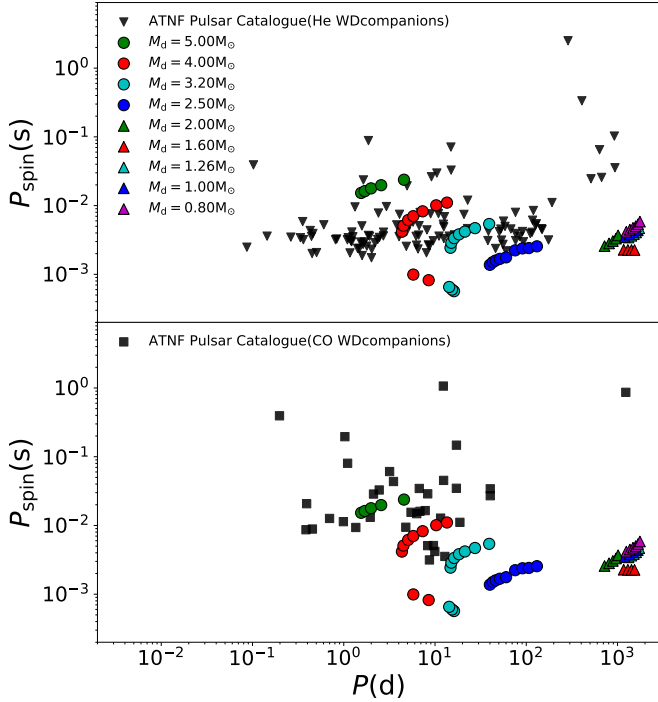 ATNF Pulsar Catalogue(He WDcompanions)
M_d = 5.00M_⊙
M_d = 4.00M_⊙
M_d = 3.20M_⊙
M_d = 2.50M_⊙
M_d = 2.00M_⊙
M_d = 1.60M_⊙
M_d = 1.26M_⊙
M_d = 1.00M_⊙
M_d = 0.80M_⊙
10^0
10^{-1}
10^{-2}
10^{-3}
P_spin(s)
ATNF Pulsar Catalogue(CO WDcompanions)
10^0
10^{-1}
10^{-2}
10^{-3}
P_spin(s)
10^{-2} 10^{-1} 10^0 10^1 10^2 10^3
P(d)